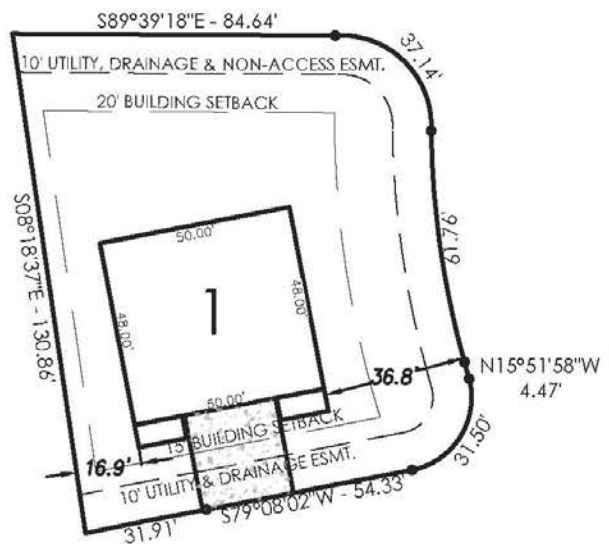 S89°39'18"E - 84.64'
37.14'
10' UTILITY, DRAINAGE & NON-ACCESS ESMT.
20' BUILDING SETBACK
61.76'
S08°18'37"E - 130.86'
50.00'
48.00'
1
48.00'
36.8'
N15°51'58"W
4.47'
50.00'
15' BUILDING SETBACK
16.9'
31.50'
10' UTILITY & DRAINAGE ESMT.
S79°08'02"W - 54.33'
31.91'